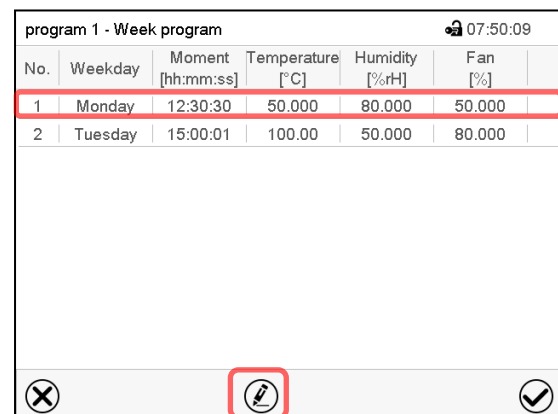 program 1 - Week program 07:50:09
No. Weekday Moment [hh:mm:ss] Temperature [°C] Humidity [%rH] Fan [%]
1 Monday 12:30:30 50.000 80.000 50.000
2 Tuesday 15:00:01 100.00 50.000 80.000